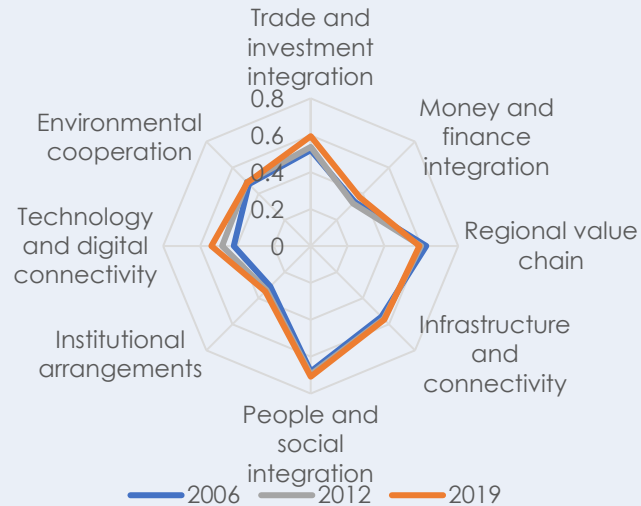 Trade and
investment
integration
0.8
Environmental
cooperation
Money and
finance
integration
0.6
0.4
0.2
Technology
and digital
connectivity
0
Regional value
chain
Institutional
arrangements
Infrastructure
and
connectivity
People and
social
integration
2006
2012
2019